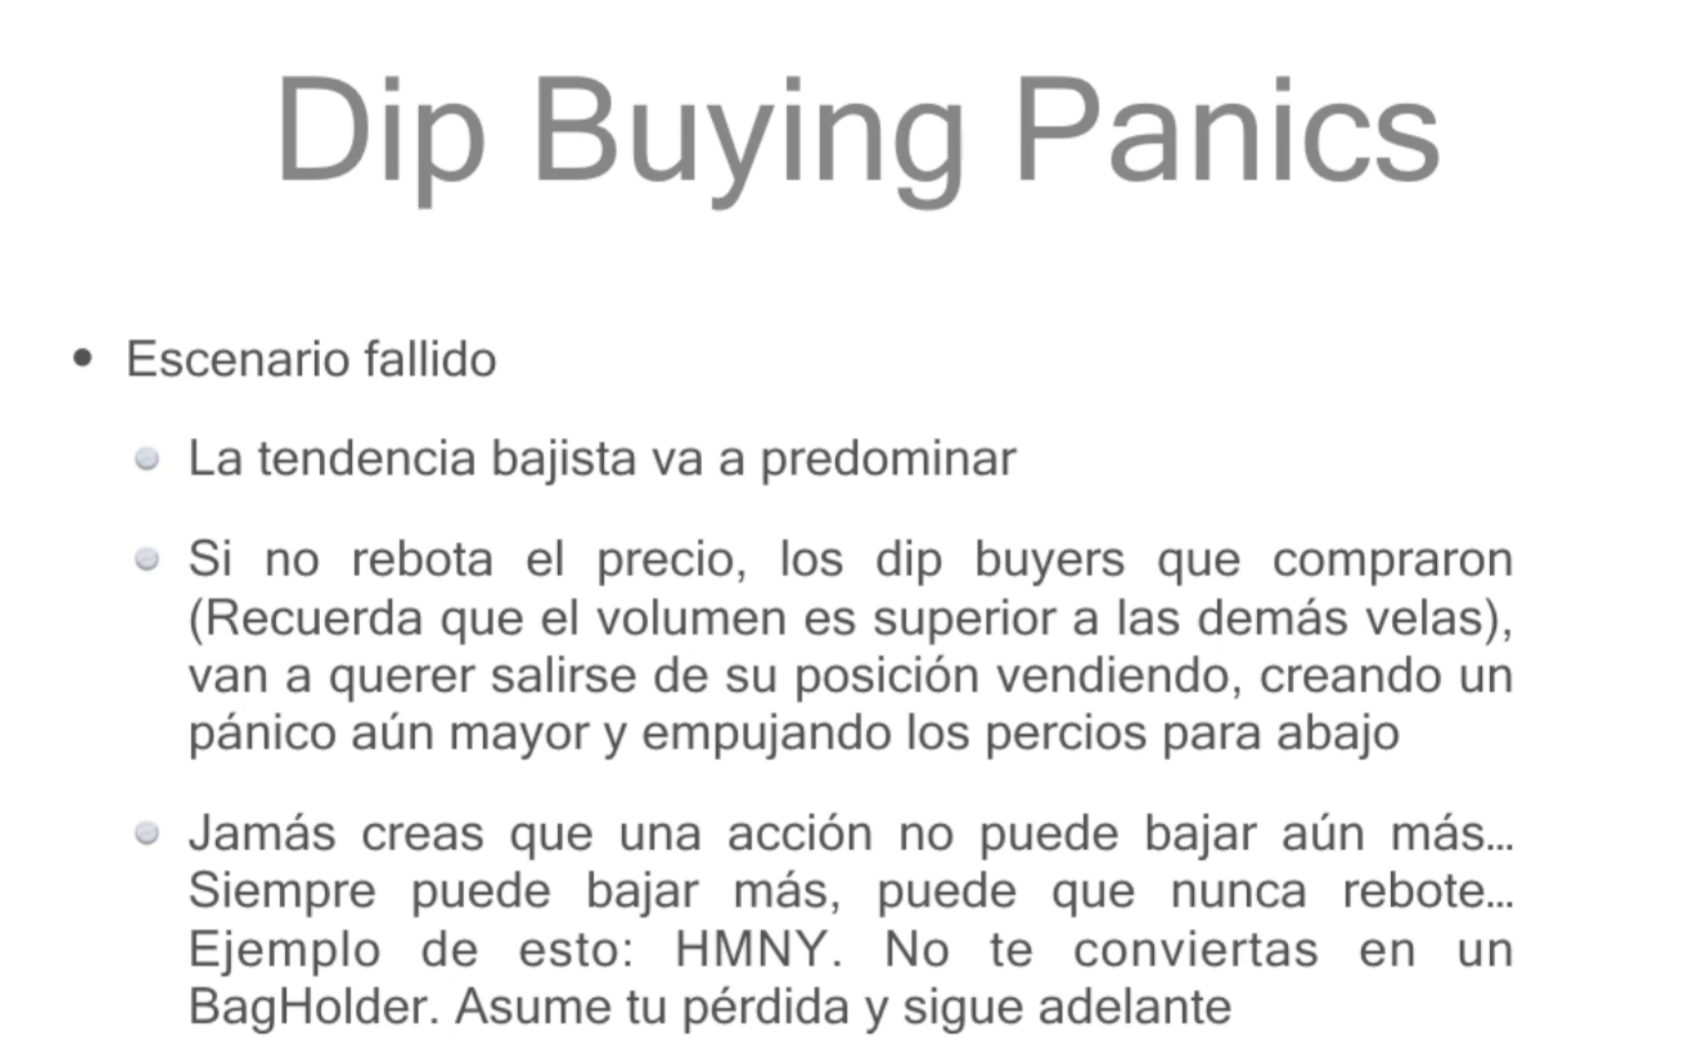 Dip Buying Panics
• Escenario fallido
La tendencia bajista va a predominar
Si no rebota el precio, los dip buyers que compraron
(Recuerda que el volumen es superior a las demás velas),
van a querer salirse de su posición vendiendo, creando un
pánico aún mayor y empujando los percios para abajo
Jamás creas que una acción no puede bajar aún más...
Siempre puede bajar más, puede que nunca rebote...
Ejemplo de esto: HMNY. No te conviertas en un
BagHolder. Asume tu pérdida y sigue adelante